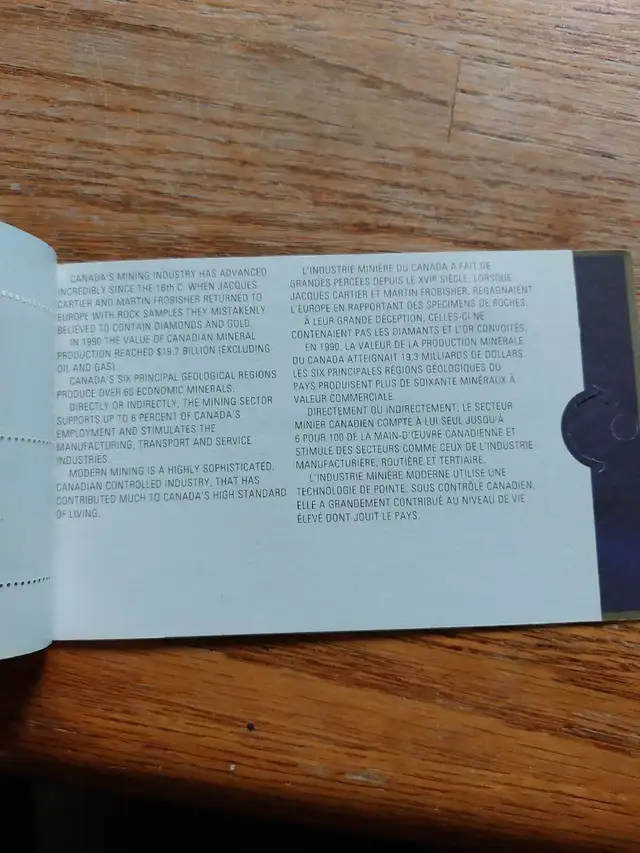 CANADA'S MINING INDUSTRY HAS ADVANCED
INCREDIBLY SINCE THE 16th C. WHEN JACQUES
CARTIER AND MARTIN FROBISHER RETURNED TO
EUROPE WITH ROCK SAMPLES THEY MISTAKENLY
BELIEVED TO CONTAIN DIAMONDS AND GOLD.
IN 1990 THE VALUE OF CANADIAN MINERAL
PRODUCTION REACHED $19.7 BILLION (EXCLUDING
OIL AND GAS).
CANADA'S SIX PRINCIPAL GEOLOGICAL REGIONS
PRODUCE OVER 60 ECONOMIC MINERALS.
DIRECTLY OR INDIRECTLY, THE MINING SECTOR
SUPPORTS UP TO 6 PERCENT OF CANADA'S
EMPLOYMENT AND STIMULATES THE
MANUFACTURING, TRANSPORT AND SERVICE
INDUSTRIES.
MODERN MINING IS A HIGHLY SOPHISTICATED,
CANADIAN CONTROLLED INDUSTRY, THAT HAS
CONTRIBUTED MUCH TO CANADA'S HIGH STANDARD
OF LIVING.
L'INDUSTRIE MINIÈRE DU CANADA A FAIT DE
GRANDES PERCÉES DEPUIS LE XVIe SIÈCLE, LORSQUE
JACQUES CARTIER ET MARTIN FROBISHER, REGAGNAIENT
L'EUROPE EN RAPPORTANT DES SPECIMENS DE ROCHES.
À LEUR GRANDE DÉCEPTION, CELLES-CI NE
CONTENAIENT PAS LES DIAMANTS ET L'OR CONVOITÉS.
EN 1990, LA VALEUR DE LA PRODUCTION MINÉRALE
DU CANADA ATTEIGNAIT 19,3 MILLIARDS DE DOLLARS.
LES SIX PRINCIPALES RÉGIONS GÉOLOGIQUES DU
PAYS PRODUISENT PLUS DE SOIXANTE MINÉRAUX À
VALEUR COMMERCIALE.
DIRECTEMENT OU INDIRECTEMENT, LE SECTEUR
MINIER CANADIEN COMPTE À LUI SEUL JUSQU'À
6 POUR 100 DE LA MAIN-D'ŒUVRE CANADIENNE ET
STIMULE DES SECTEURS COMME CEUX DE L'INDUSTRIE
MANUFACTURIÈRE, ROUTIÈRE ET TERTIAIRE.
L'INDUSTRIE MINIÈRE MODERNE UTILISE UNE
TECHNOLOGIE DE POINTE. SOUS CONTRÔLE CANADIEN,
ELLE A GRANDEMENT CONTRIBUÉ AU NIVEAU DE VIE
ÉLEVÉ DONT JOUIT LE PAYS.